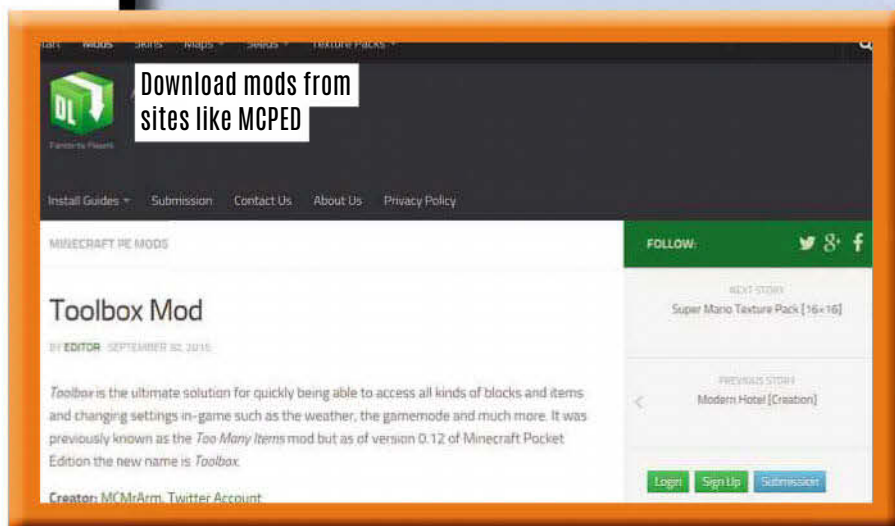 Mods Skins Maps Seeds Texture Packs
Download mods from
sites like MCPED
DL
Install Guides Submission Contact Us About Us Privacy Policy
MINECRAFT PE MODS
FOLLOW:
Toolbox Mod
BY EDITOR
NEXT STORY
Super Mario Texture Pack [16×16]
Toolbox is the ultimate solution for quickly being able to access all kinds of blocks and items
and changing settings in-game such as the weather, the gamemode and much more. It was
previously known as the Too Many Items mod but as of version 0.12 of Minecraft Pocket
Edition the new name is Toolbox.
PREVIOUS STORY
Modern Hotel [Creation]
Creator: MCMrArm, Twitter Account
Login Sign Up Submission